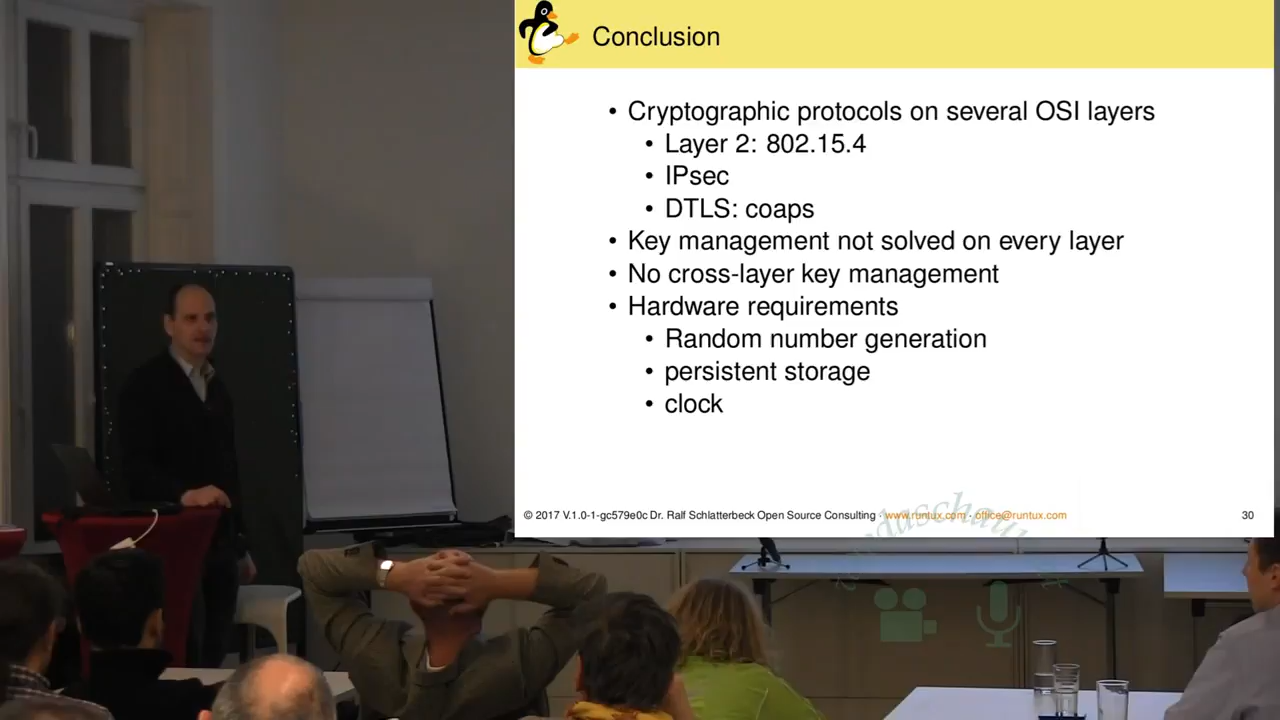 Conclusion
• Cryptographic protocols on several OSI layers
• Layer 2: 802.15.4
• IPsec
• DTLS: coaps
• Key management not solved on every layer
• No cross-layer key management
• Hardware requirements
• Random number generation
• persistent storage
• clock
© 2017 V.1.0-1-gc579e0c Dr. Ralf Schlatterbeck Open Source Consulting · www.runtux.com · office@runtux.com 30